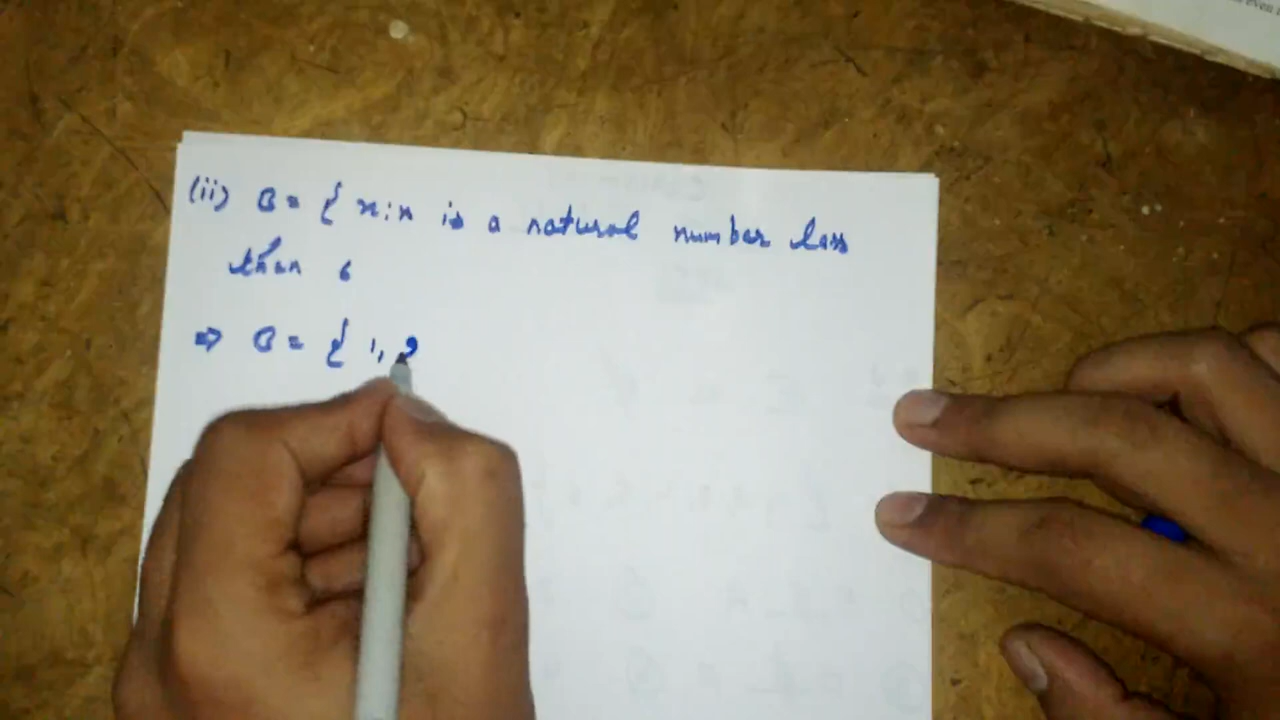 (ii) B = { x : x is a natural number less
than 6
⇒ B = { 1, 2